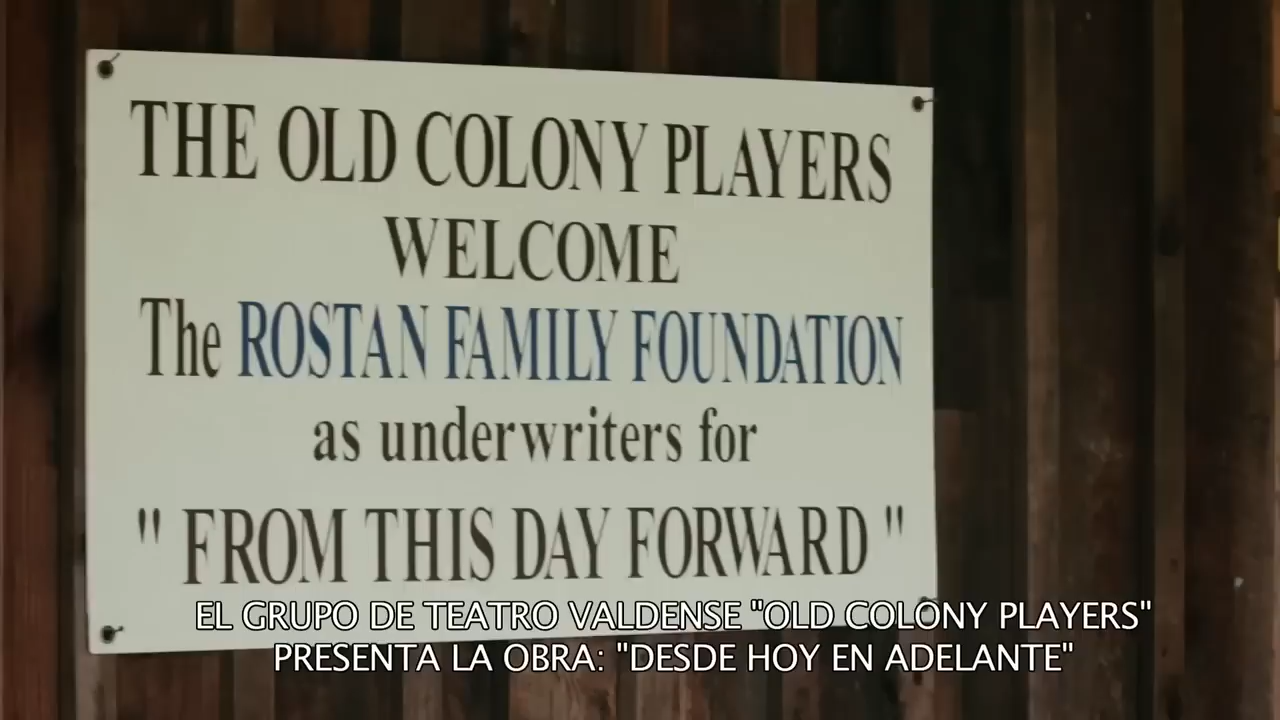 THE OLD COLONY PLAYERS
WELCOME
The ROSTAN FAMILY FOUNDATION
as underwriters for
" FROM THIS DAY FORWARD "
EL GRUPO DE TEATRO VALDENSE "OLD COLONY PLAYERS"
PRESENTA LA OBRA: "DESDE HOY EN ADELANTE"